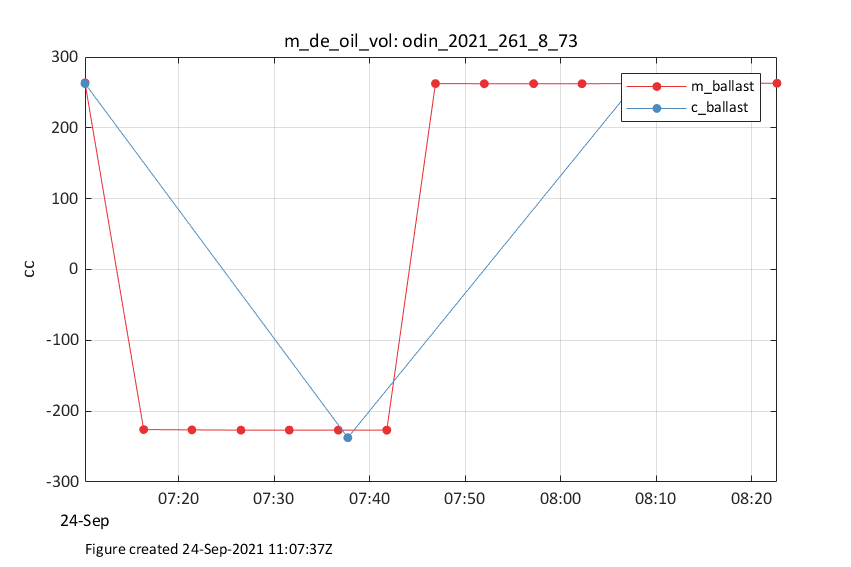 m_de_oil_vol: odin_2021_261_8_73
300
200
100
0
-100
-200
-300
cc
m_ballast
c_ballast
07:20 07:30 07:40 07:50 08:00 08:10 08:20
24-Sep
Figure created 24-Sep-2021 11:07:37Z